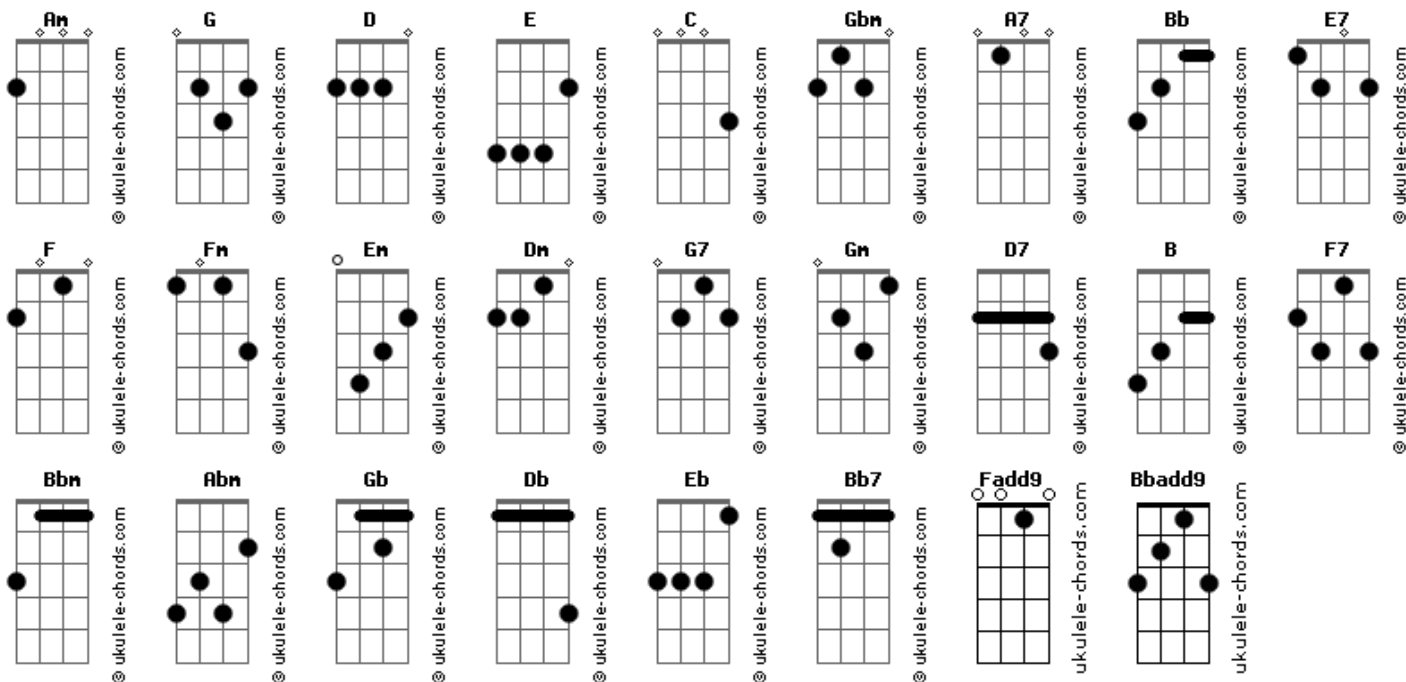 Am G D E C Gbm A7 Bb E7
© ukulele-chords.com © ukulele-chords.com © ukulele-chords.com © ukulele-chords.com © ukulele-chords.com © ukulele-chords.com © ukulele-chords.com © ukulele-chords.com © ukulele-chords.com
F Fm Em Dm G7 Gm D7 B F7
© ukulele-chords.com © ukulele-chords.com © ukulele-chords.com © ukulele-chords.com © ukulele-chords.com © ukulele-chords.com © ukulele-chords.com © ukulele-chords.com © ukulele-chords.com
Bbm Abm Gb Db Eb Bb7 Fadd9 Bbadd9
© ukulele-chords.com © ukulele-chords.com © ukulele-chords.com © ukulele-chords.com © ukulele-chords.com © ukulele-chords.com ukulele-chords.com ukulele-chords.com